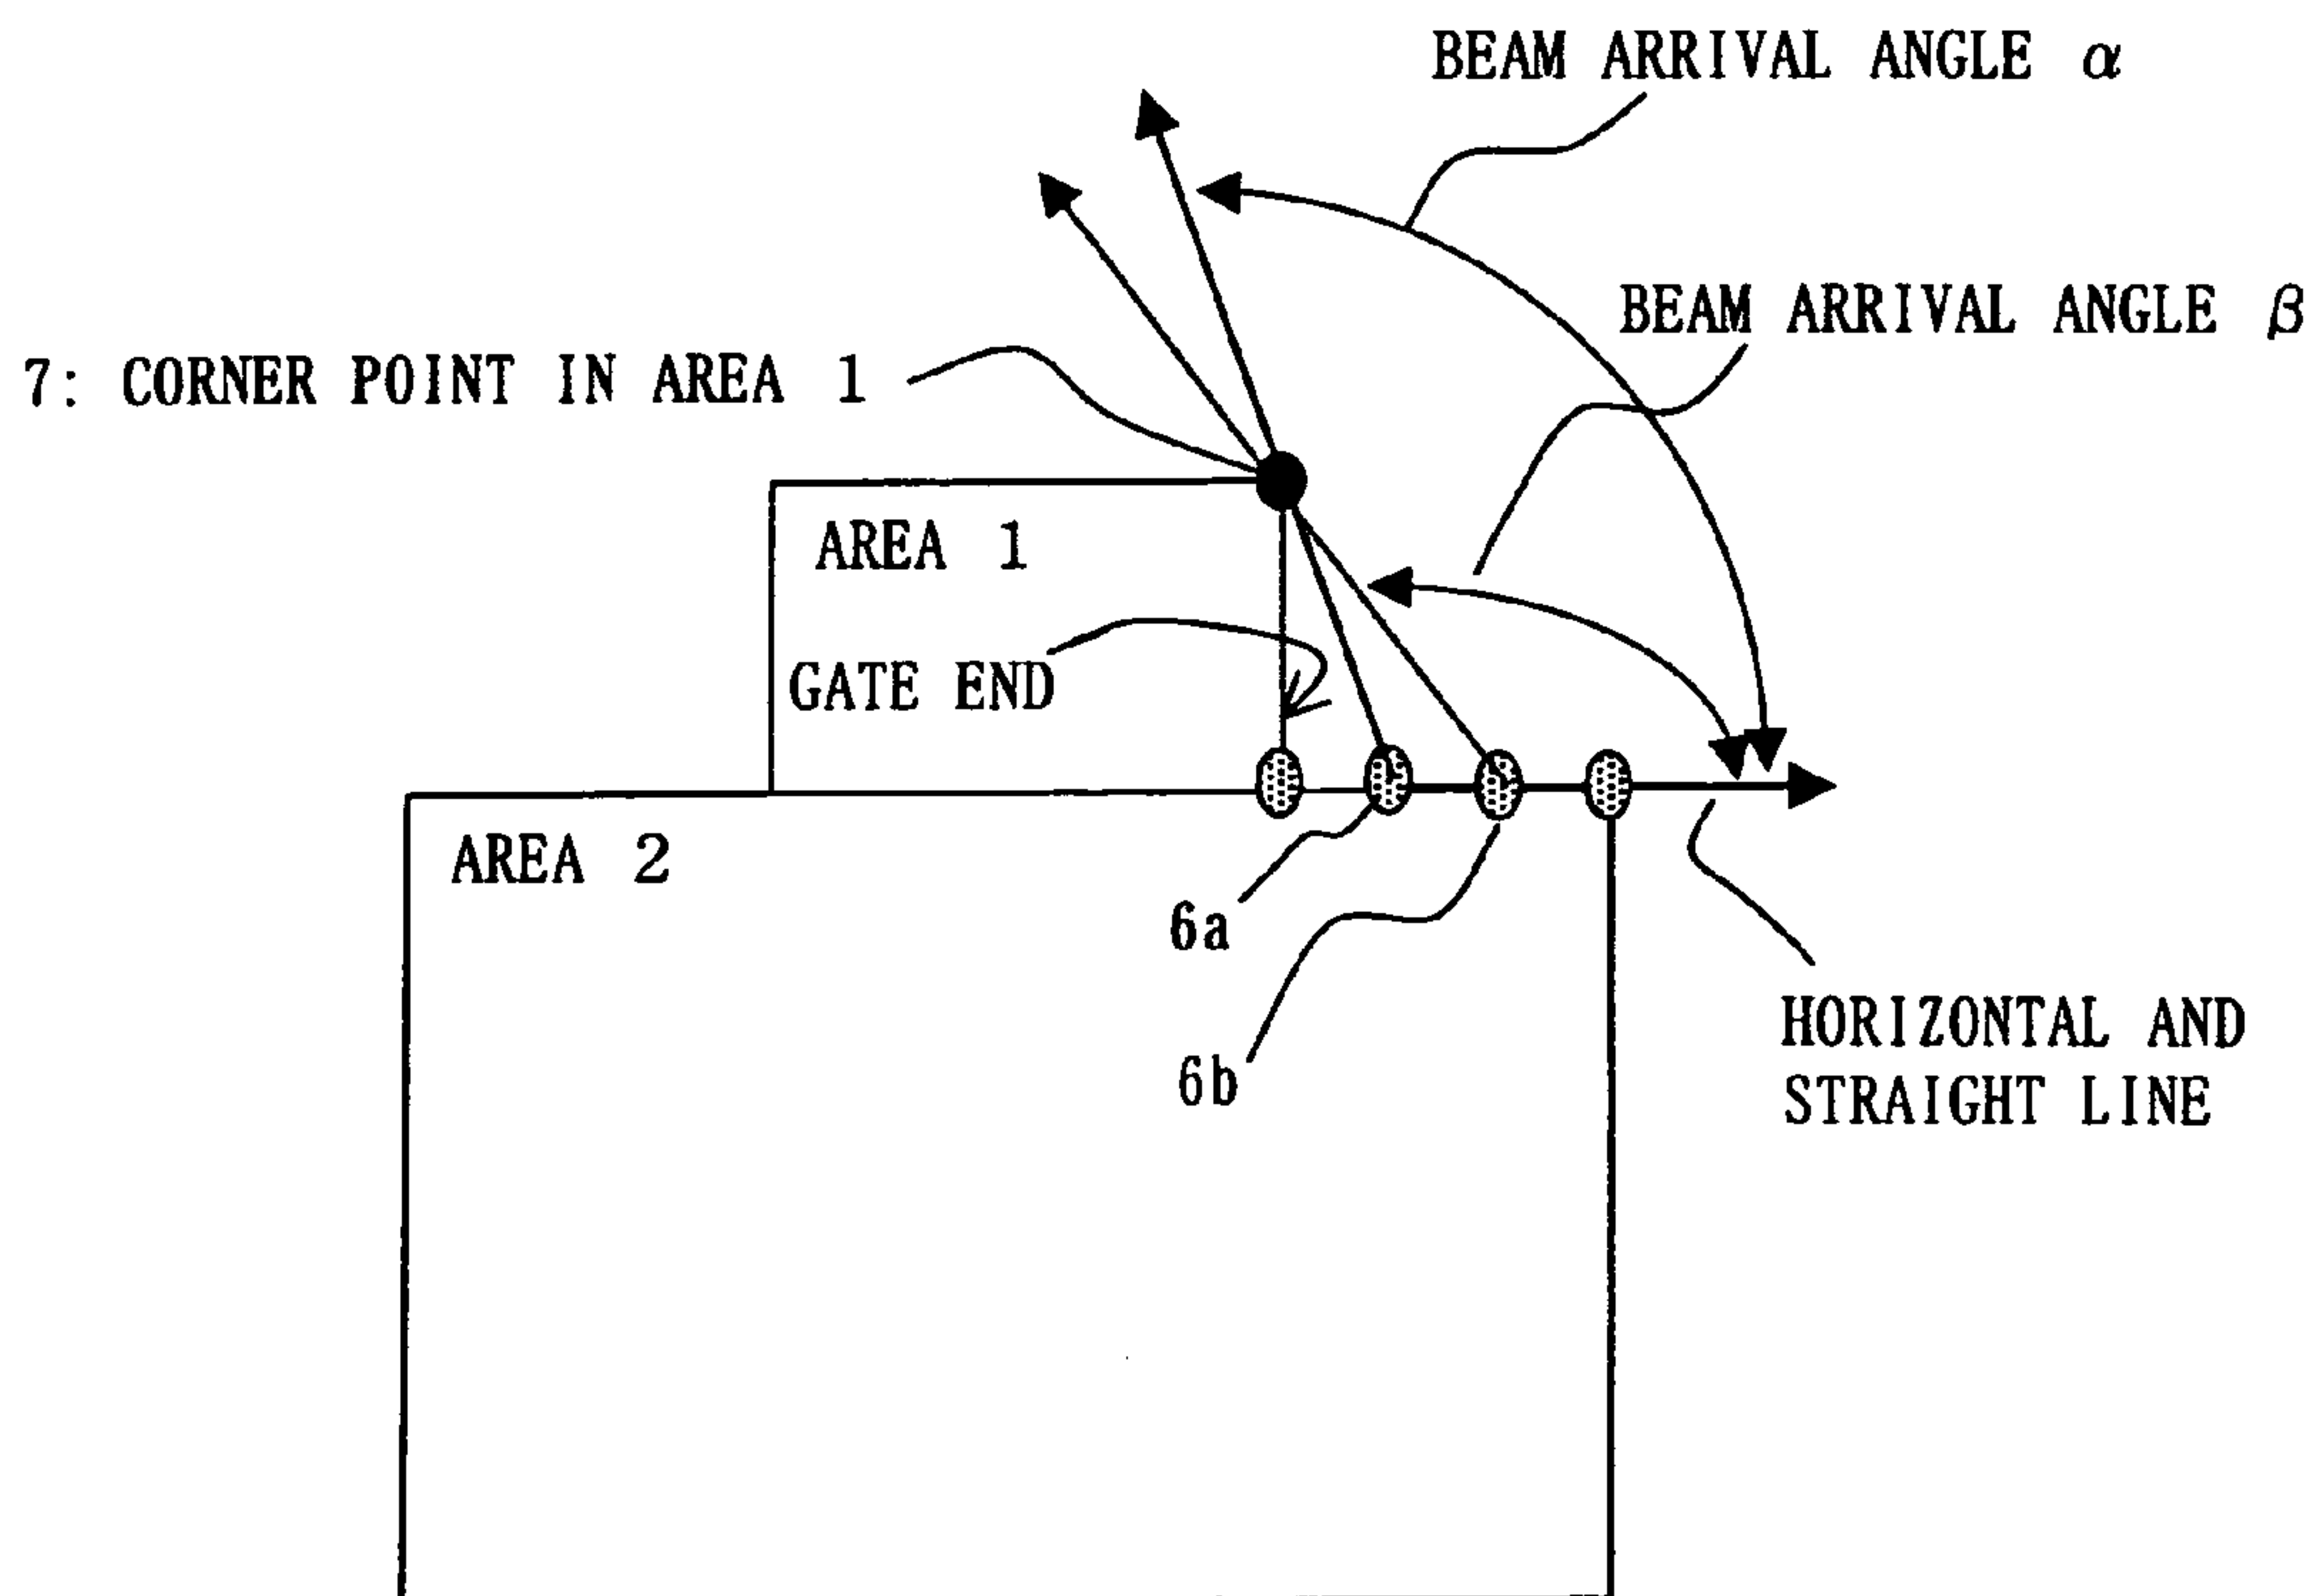 BEAM ARRIVAL ANGLE α
BEAM ARRIVAL ANGLE β
7: CORNER POINT IN AREA 1
AREA 1
GATE END
AREA 2
6a
6b
HORIZONTAL AND
STRAIGHT LINE